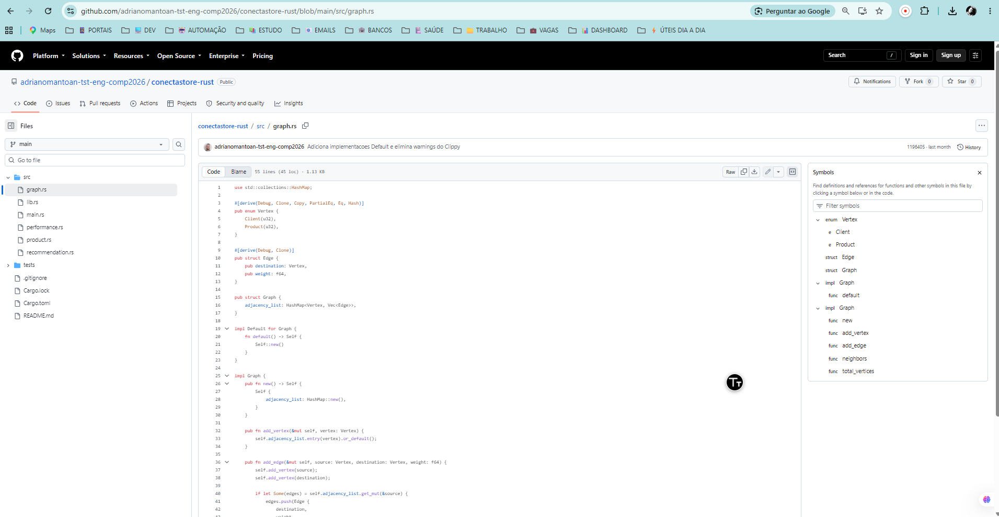 github.com/adrianomantoan-tst-eng-comp2026/conectastore-rust/blob/main/src/graph.rs
Perguntar ao Google
Maps PORTAIS DEV AUTOMAÇÃO ESTUDO EMAILS BANCOS SAÚDE TRABALHO VAGAS DASHBOARD ÚTEIS DIA A DIA
Platform Solutions Resources Open Source Enterprise Pricing
Search / Sign in Sign up
adrianomantoan-tst-eng-comp2026 / conectastore-rust Public
Notifications Fork 0 Star 0
Code Issues Pull requests Actions Projects Security and quality Insights
Files
main
Go to file
src
graph.rs
lib.rs
main.rs
performance.rs
product.rs
recommendation.rs
tests
.gitignore
Cargo.lock
Cargo.toml
README.md
conectastore-rust / src / graph.rs
adrianomantoan-tst-eng-comp2026 Adiciona implementacoes Default e elimina warnings do Clippy
1196405 · last month History
Code Blame 55 lines (45 loc) · 1.13 KB
Raw
1 use std::collections::HashMap;
2
3 #[derive(Debug, Clone, Copy, PartialEq, Eq, Hash)]
4 pub enum Vertex {
5 Client(u32),
6 Product(u32),
7 }
8
9 #[derive(Debug, Clone)]
10 pub struct Edge {
11 pub destination: Vertex,
12 pub weight: f64,
13 }
14
15 pub struct Graph {
16 adjacency_list: HashMap<Vertex, Vec<Edge>>,
17 }
18
19 impl Default for Graph {
20 fn default() -> Self {
21 Self::new()
22 }
23 }
24
25 impl Graph {
26 pub fn new() -> Self {
27 Self {
28 adjacency_list: HashMap::new(),
29 }
30 }
31
32 pub fn add_vertex(&mut self, vertex: Vertex) {
33 self.adjacency_list.entry(vertex).or_default();
34 }
35
36 pub fn add_edge(&mut self, source: Vertex, destination: Vertex, weight: f64) {
37 self.add_vertex(source);
38 self.add_vertex(destination);
39
40 if let Some(edges) = self.adjacency_list.get_mut(&source) {
41 edges.push(Edge {
42 destination,
Symbols
Find definitions and references for functions and other symbols in this file by
clicking a symbol below or in the code.
Filter symbols
enum Vertex
e Client
e Product
struct Edge
struct Graph
impl Graph
func default
impl Graph
func new
func add_vertex
func add_edge
func neighbors
func total_vertices
Tт